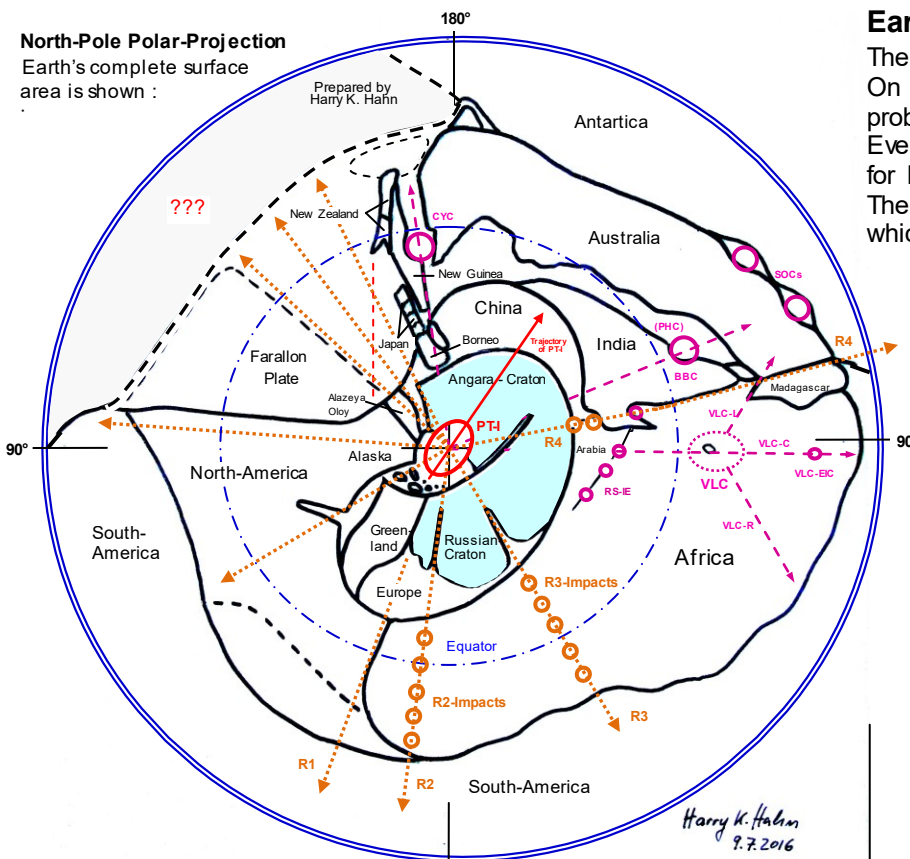 180°
North-Pole Polar-Projection
Earth's complete surface
area is shown :
Prepared by
Harry K. Hahn
Ear
The
On
prob
Eve
for
The
whic
Antartica
???
New Zealand
CYC
Australia
SOCs
New Guinea
China
(PHC)
R4
Japan
Borneo
Trajectory
of PT-I
India
BBC
Farallon
Plate
Angara - Craton
Madagascar
Alazeya
Oloy
VLC-L
PT-I
R4
90°
North-America
Alaska
Arabia
VLC-C
90
VLC
VLC-EIC
RS-IE
South-
America
Green-
land
Russian-
Craton
VLC-R
Africa
R3-Impacts
Europe
Equator
R2-Impacts
R3
R1
R2
South-America
Harry K. Hahn
9.7.2016